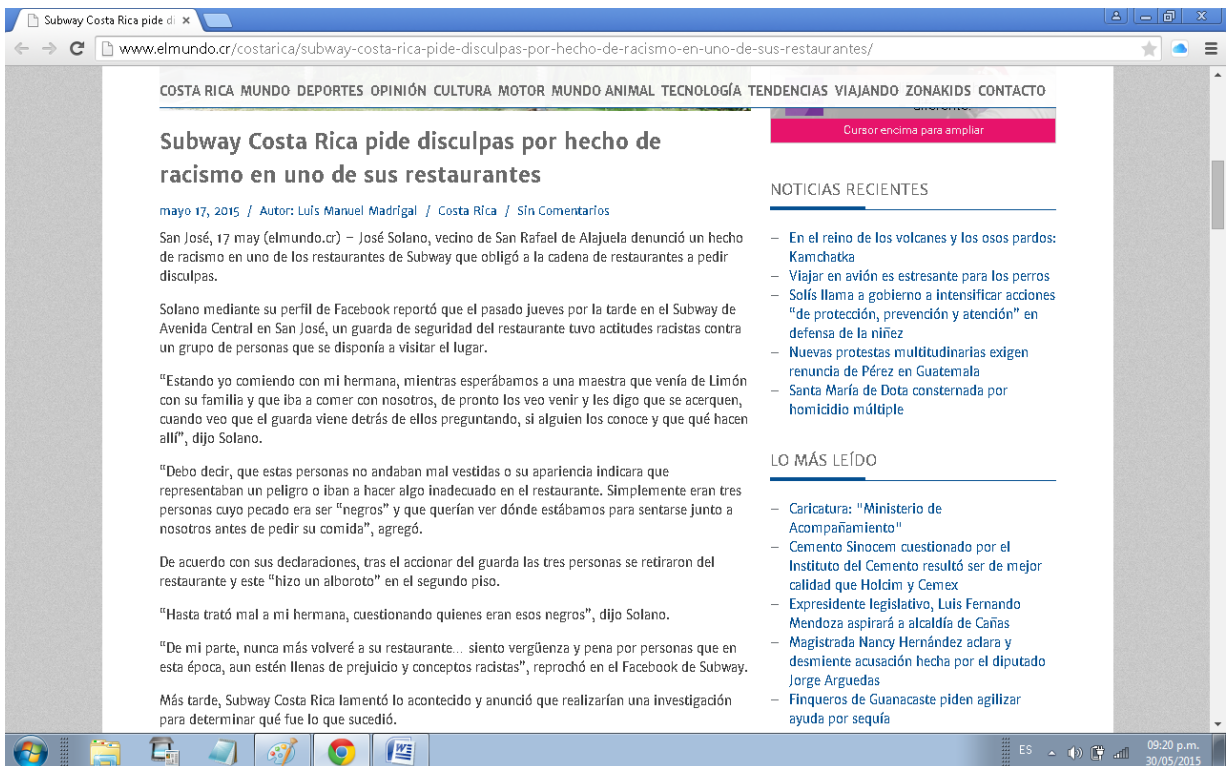 Subway Costa Rica pide di
www.elmundo.cr/costarica/subway-costa-rica-pide-disculpas-por-hecho-de-racismo-en-uno-de-sus-restaurantes/
COSTA RICA MUNDO DEPORTES OPINIÓN CULTURA MOTOR MUNDO ANIMAL TECNOLOGÍA TENDENCIAS VIAJANDO ZONAKIDS CONTACTO
Subway Costa Rica pide disculpas por hecho de
racismo en uno de sus restaurantes
mayo 17, 2015 / Autor: Luis Manuel Madrigal / Costa Rica / Sin Comentarios
San José, 17 may (elmundo.cr) – José Solano, vecino de San Rafael de Alajuela denunció un hecho
de racismo en uno de los restaurantes de Subway que obligó a la cadena de restaurantes a pedir
disculpas.
Solano mediante su perfil de Facebook reportó que el pasado jueves por la tarde en el Subway de
Avenida Central en San José, un guarda de seguridad del restaurante tuvo actitudes racistas contra
un grupo de personas que se disponía a visitar el lugar.
“Estando yo comiendo con mi hermana, mientras esperábamos a una maestra que venía de Limón
con su familia y que iba a comer con nosotros, de pronto los veo venir y les digo que se acerquen,
cuando veo que el guarda viene detrás de ellos preguntando, si alguien los conoce y que qué hacen
allí”, dijo Solano.
“Debo decir, que estas personas no andaban mal vestidas o su apariencia indicara que
representaban un peligro o iban a hacer algo inadecuado en el restaurante. Simplemente eran tres
personas cuyo pecado era ser “negros” y que querían ver dónde estábamos para sentarse junto a
nosotros antes de pedir su comida”, agregó.
De acuerdo con sus declaraciones, tras el accionar del guarda las tres personas se retiraron del
restaurante y este “hizo un alboroto” en el segundo piso.
“Hasta trató mal a mi hermana, cuestionando quienes eran esos negros”, dijo Solano.
“De mi parte, nunca más volveré a su restaurante... siento vergüenza y pena por personas que en
esta época, aun estén llenas de prejuicio y conceptos racistas”, reprochó en el Facebook de Subway.
Más tarde, Subway Costa Rica lamentó lo acontecido y anunció que realizarían una investigación
para determinar qué fue lo que sucedió.
Cursor encima para ampliar
NOTICIAS RECIENTES
– En el reino de los volcanes y los osos pardos:
Kamchatka
– Viajar en avión es estresante para los perros
– Solís llama a gobierno a intensificar acciones
“de protección, prevención y atención” en
defensa de la niñez
– Nuevas protestas multitudinarias exigen
renuncia de Pérez en Guatemala
– Santa María de Dota consternada por
homicidio múltiple
LO MÁS LEÍDO
– Caricatura: "Ministerio de
Acompañamiento"
– Cemento Sinocem cuestionado por el
Instituto del Cemento resultó ser de mejor
calidad que Holcim y Cemex
– Expresidente legislativo, Luis Fernando
Mendoza aspirará a alcaldía de Cañas
– Magistrada Nancy Hernández aclara y
desmiente acusación hecha por el diputado
Jorge Arguedas
– Finqueros de Guanacaste piden agilizar
ayuda por sequía
ES
09:20 p.m.
30/05/2015